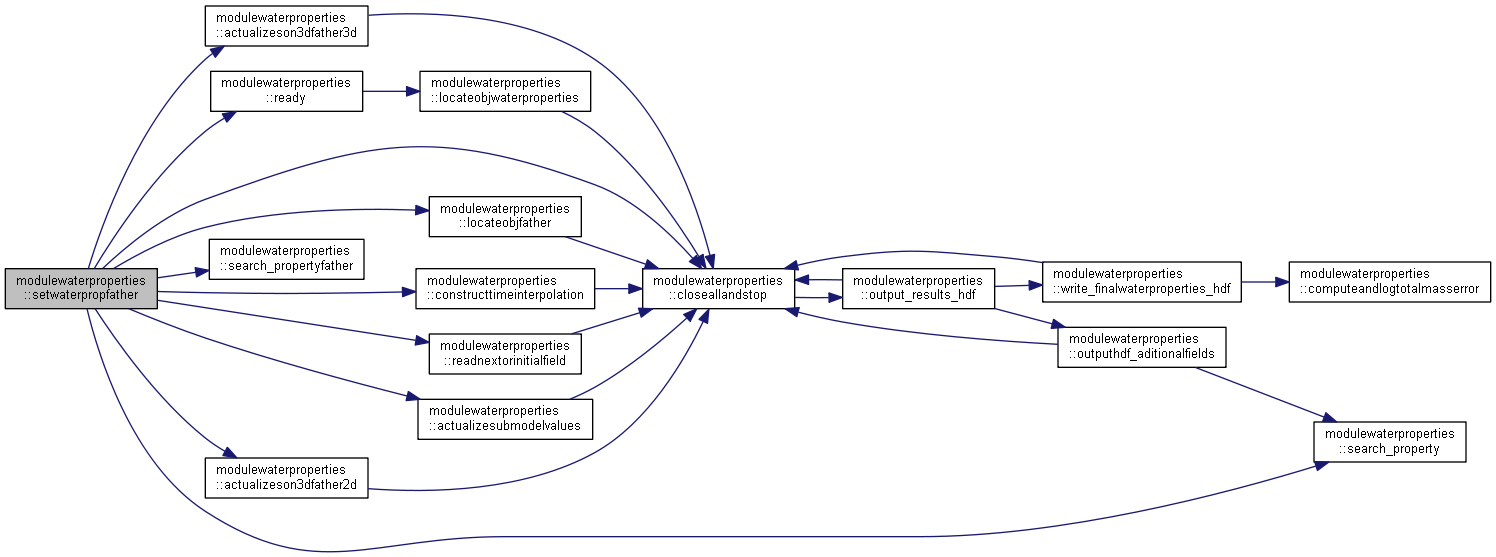 modulewaterproperties
::actualizeson3dfather3d
modulewaterproperties
::ready
modulewaterproperties
::locateobjwaterproperties
modulewaterproperties
::locateobjfather
modulewaterproperties
::search_propertyfather
modulewaterproperties
::setwaterpropfather
modulewaterproperties
::constructtimeinterpolation
modulewaterproperties
::closeallandstop
modulewaterproperties
::output_results_hdf
modulewaterproperties
::write_finalwaterproperties_hdf
modulewaterproperties
::computeandlogtotalmasserror
modulewaterproperties
::readnextorinitialfield
modulewaterproperties
::outputhdf_aditionalfields
modulewaterproperties
::actualizesubmodelvalues
modulewaterproperties
::search_property
modulewaterproperties
::actualizeson3dfather2d